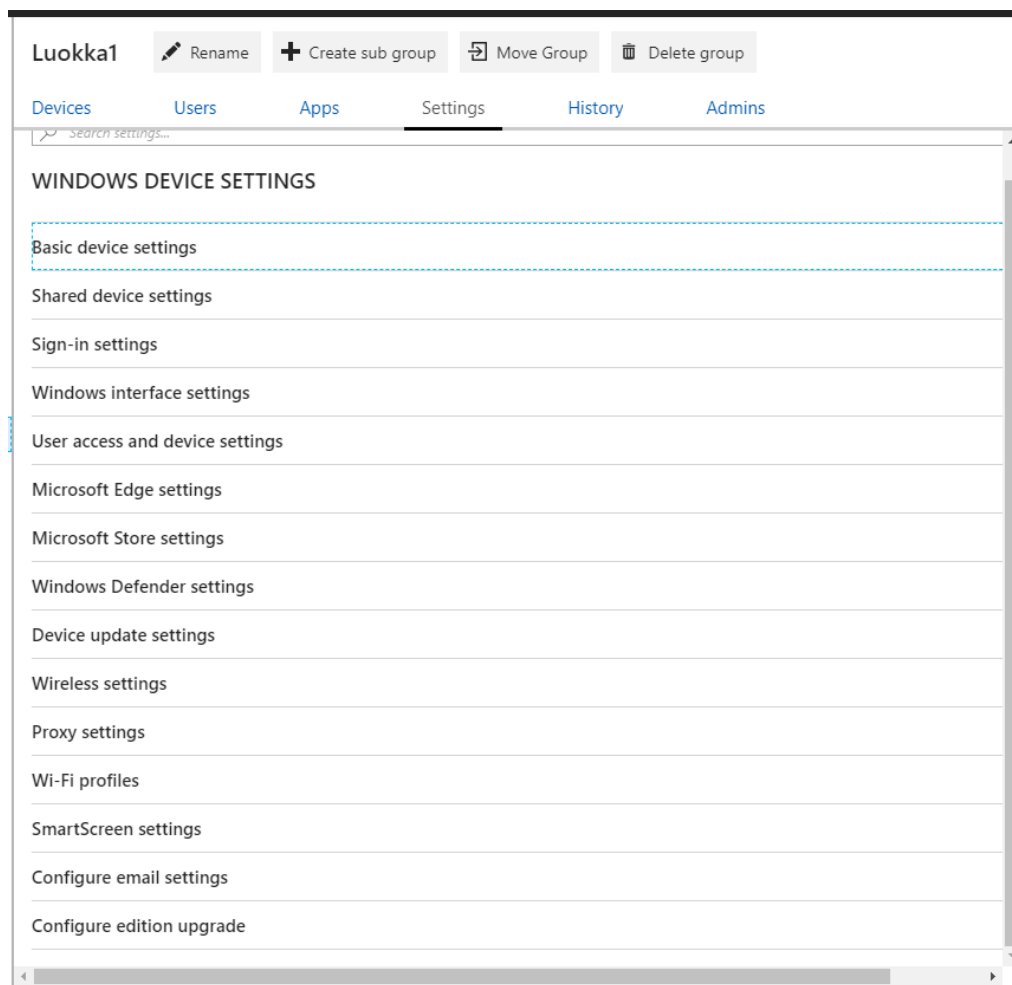 Luokka1 Rename Create sub group Move Group Delete group
Devices Users Apps Settings History Admins
Search settings...
WINDOWS DEVICE SETTINGS
Basic device settings
Shared device settings
Sign-in settings
Windows interface settings
User access and device settings
Microsoft Edge settings
Microsoft Store settings
Windows Defender settings
Device update settings
Wireless settings
Proxy settings
Wi-Fi profiles
SmartScreen settings
Configure email settings
Configure edition upgrade